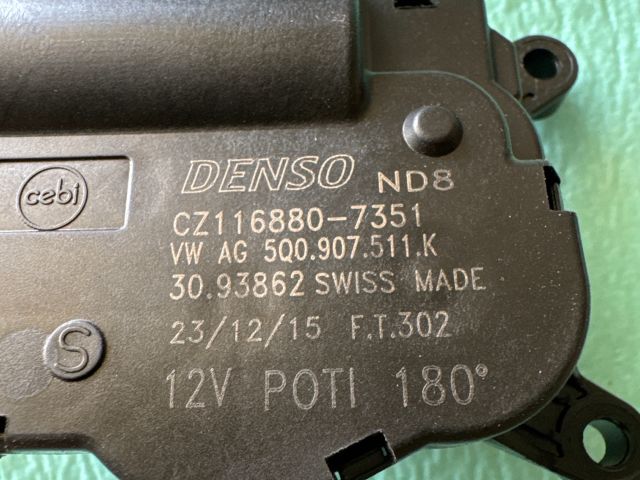 DENSO ND8
cebi
CZ116880-7351
VW AG 5Q0.907.511.K
30.93862 SWISS MADE
23/12/15 F.T.302
S
12V POTI 180°